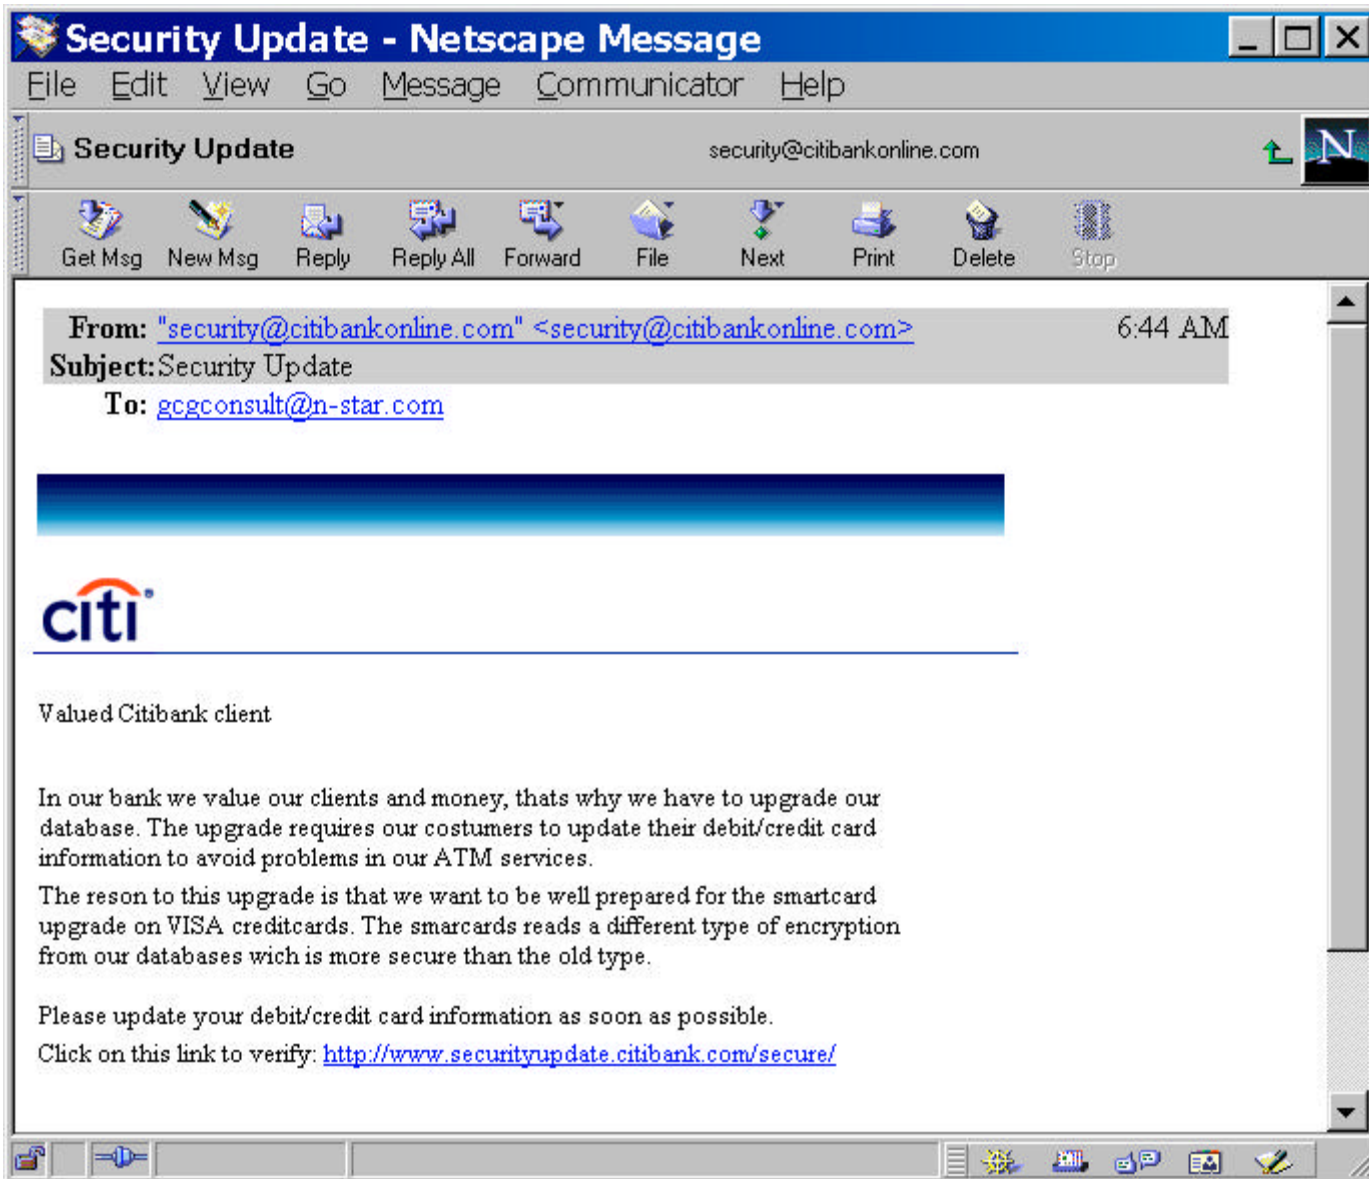 Security Update - Netscape Message
File Edit View Go Message Communicator Help
Security Update security@citibankonline.com N
Get Msg New Msg Reply Reply All Forward File Next Print Delete Stop
From: "security@citibankonline.com" <security@citibankonline.com> 6:44 AM
Subject: Security Update
To: gcgconsult@n-star.com
citi
Valued Citibank client
In our bank we value our clients and money, thats why we have to upgrade our
database. The upgrade requires our costumers to update their debit/credit card
information to avoid problems in our ATM services.
The reson to this upgrade is that we want to be well prepared for the smartcard
upgrade on VISA creditcards. The smarcards reads a different type of encryption
from our databases wich is more secure than the old type.
Please update your debit/credit card information as soon as possible.
Click on this link to verify: http://www.securityupdate.citibank.com/secure/